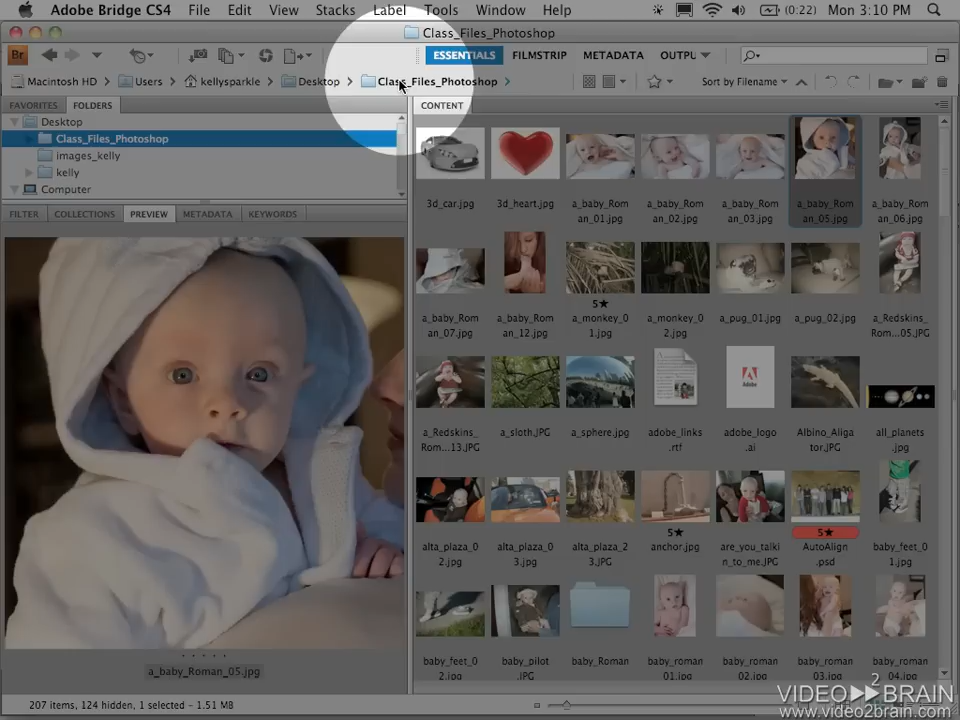 Adobe Bridge CS4 File Edit View Stacks Label Tools Window Help (0:22) Mon 3:10 PM
Class_Files_Photoshop
Br ESSENTIALS FILMSTRIP METADATA OUTPU
Macintosh HD Users kellysparkle Desktop Class_Files_Photoshop Sort by Filename
FAVORITES FOLDERS
Desktop
Class_Files_Photoshop
images_kelly
kelly
Computer
FILTER COLLECTIONS PREVIEW METADATA KEYWORDS
a_baby_Roman_05.jpg
CONTENT
3d_car.jpg 3d_heart.jpg a_baby_Rom a_baby_Rom a_baby_Rom a_baby_Rom a_baby_Rom
an_01.jpg an_02.jpg an_03.jpg an_05.jpg an_06.jpg
5★
a_baby_Rom a_baby_Rom a_monkey_0 a_monkey_0 a_pug_01.jpg a_pug_02.jpg a_Redskins_
an_07.jpg an_12.jpg 1.jpg 2.jpg Rom...05.JPG
a_Redskins_ a_sloth.JPG a_sphere.jpg adobe_links adobe_logo Albino_Aliga all_planets
Rom...13.JPG .rtf .ai tor.JPG .jpg
5★ 5★
alta_plaza_0 alta_plaza_0 alta_plaza_2 anchor.jpg are_you_talki AutoAlign baby_feet_0
2.jpg 3.jpg 3.jpg n_to_me.JPG .psd 1.jpg
baby_feet_0 baby_pilot baby_Roman baby_roman baby_roman baby_roman baby_roman
2.jpg .JPG 01.jpg 02.jpg 03.jpg 04.jpg
207 items, 124 hidden, 1 selected - 1.51 MB
VIDEO2BRAIN
www.video2brain.com